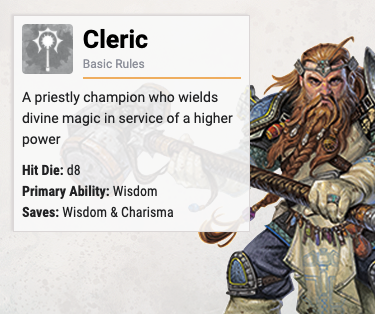 Cleric
Basic Rules
A priestly champion who wields
divine magic in service of a higher
power
Hit Die: d8
Primary Ability: Wisdom
Saves: Wisdom & Charisma